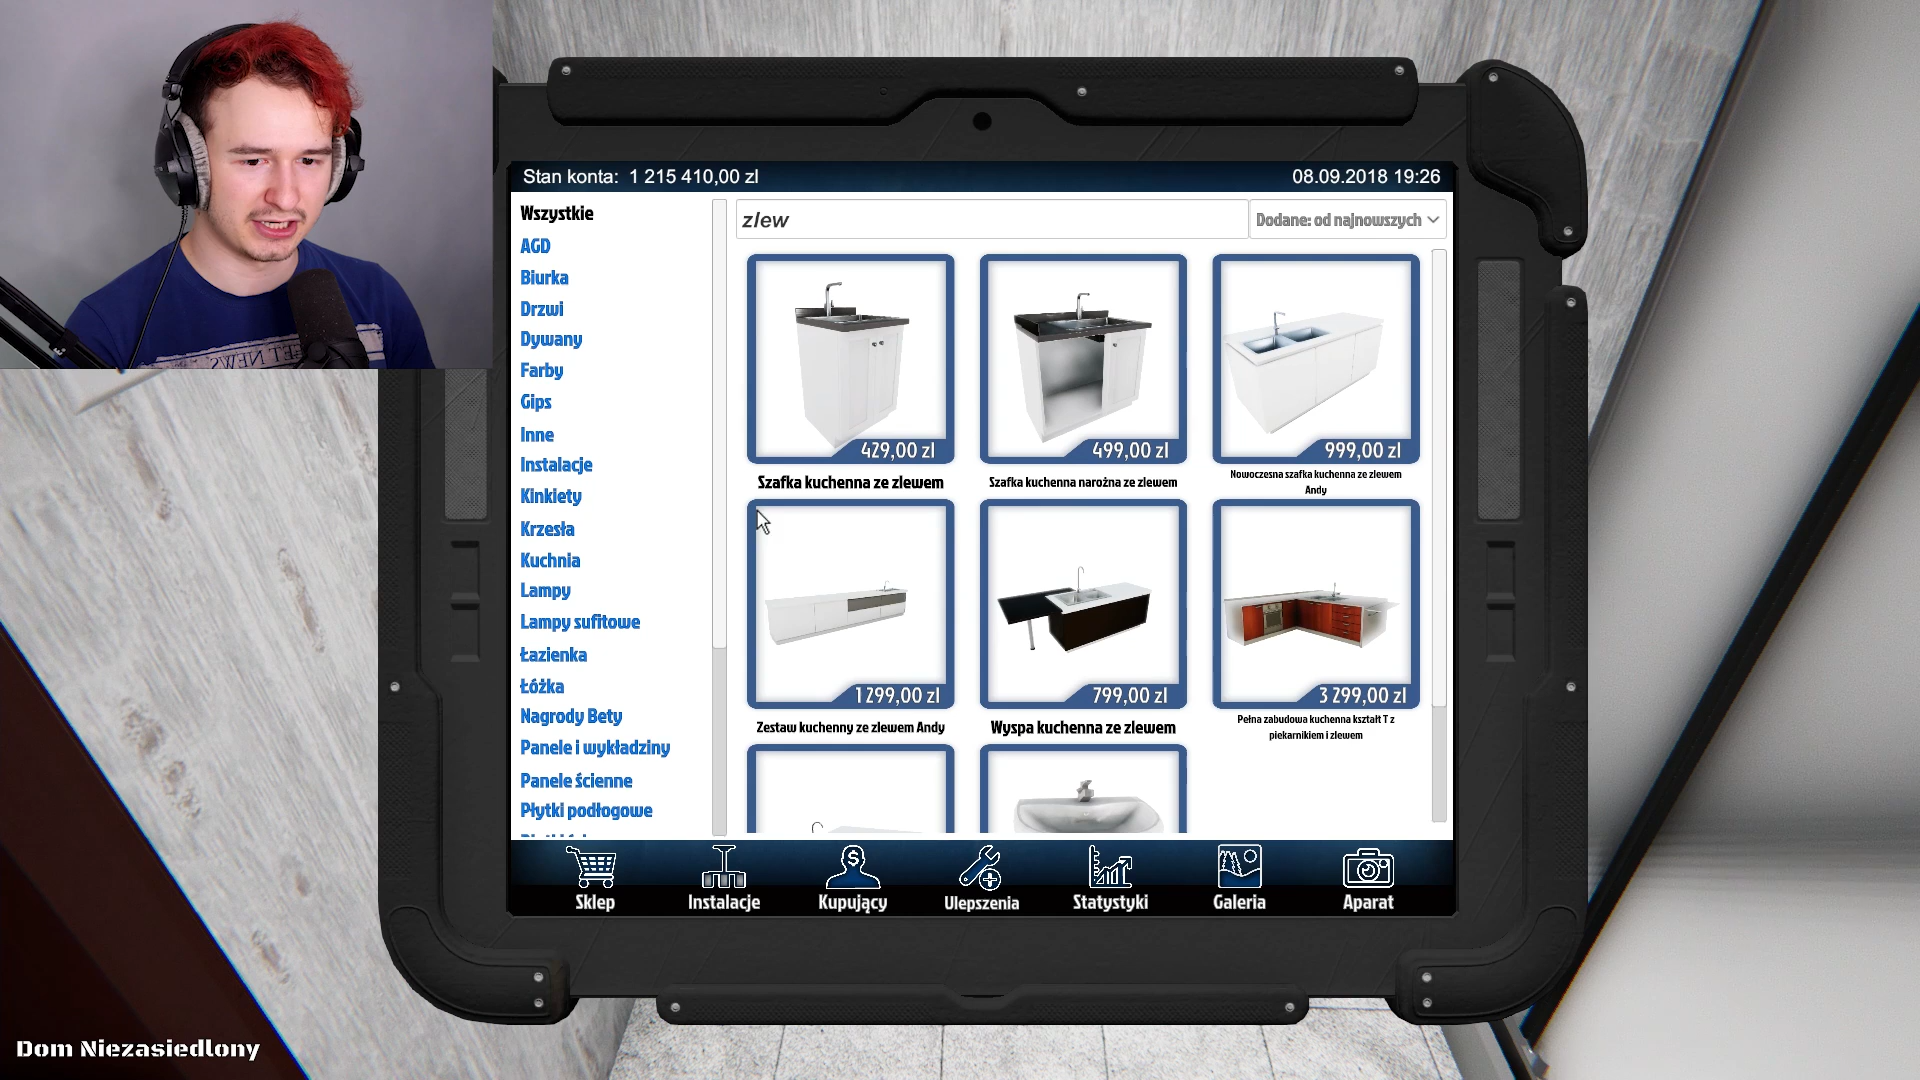 Stan konta: 1 215 410,00 zl
08.09.2018 19:26
Wszystkie
AGD
Biurka
Drzwi
Dywany
Farby
Gips
Inne
Instalacje
Kinkiety
Krzesła
Kuchnia
Lampy
Lampy sufitowe
Łazienka
Łóżka
Nagrody Bety
Panele i wykładziny
Panele ścienne
Płytki podłogowe
zlew
Dodane: od najnowszych
429,00 zl
Szafka kuchenna ze zlewem
499,00 zl
Szafka kuchenna narożna ze zlewem
999,00 zl
Nowoczesna szafka kuchenna ze zlewem
Andy
1 299,00 zl
Zestaw kuchenny ze zlewem Andy
799,00 zl
Wyspa kuchenna ze zlewem
3 299,00 zl
Pełna zabudowa kuchenna kształt T z
piekarnikiem i zlewem
Sklep
Instalacje
Kupujący
Ulepszenia
Statystyki
Galeria
Aparat
Dom Niezasiedlony